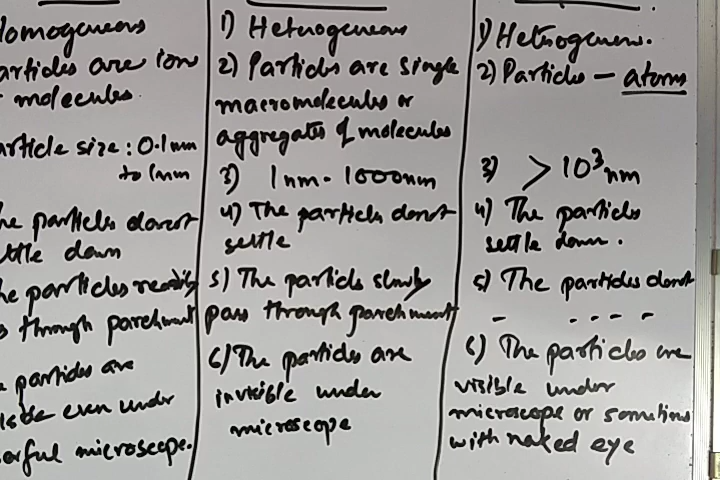 omogeneous
articles are ions
molecules.
article size : 0.1nm
to 1nm
he particles donot
ttle down
he particles readily
s through parchment
particles are
isible even under
erful microscope.
1) Heterogeneous
2) Particles are single
macromolecules or
aggregates of molecules
3) 1nm - 1000nm
4) The particles donot
settle
5) The particls slowly
pass through parchment
6) The particles are
invisible under
microscope
1) Heterogeneous.
2) Particles - atoms
3) > 10³ nm
4) The particles
settle down.
5) The particles donot
- - - - -
6) The particles are
visible under
microscope or sometimes
with naked eye